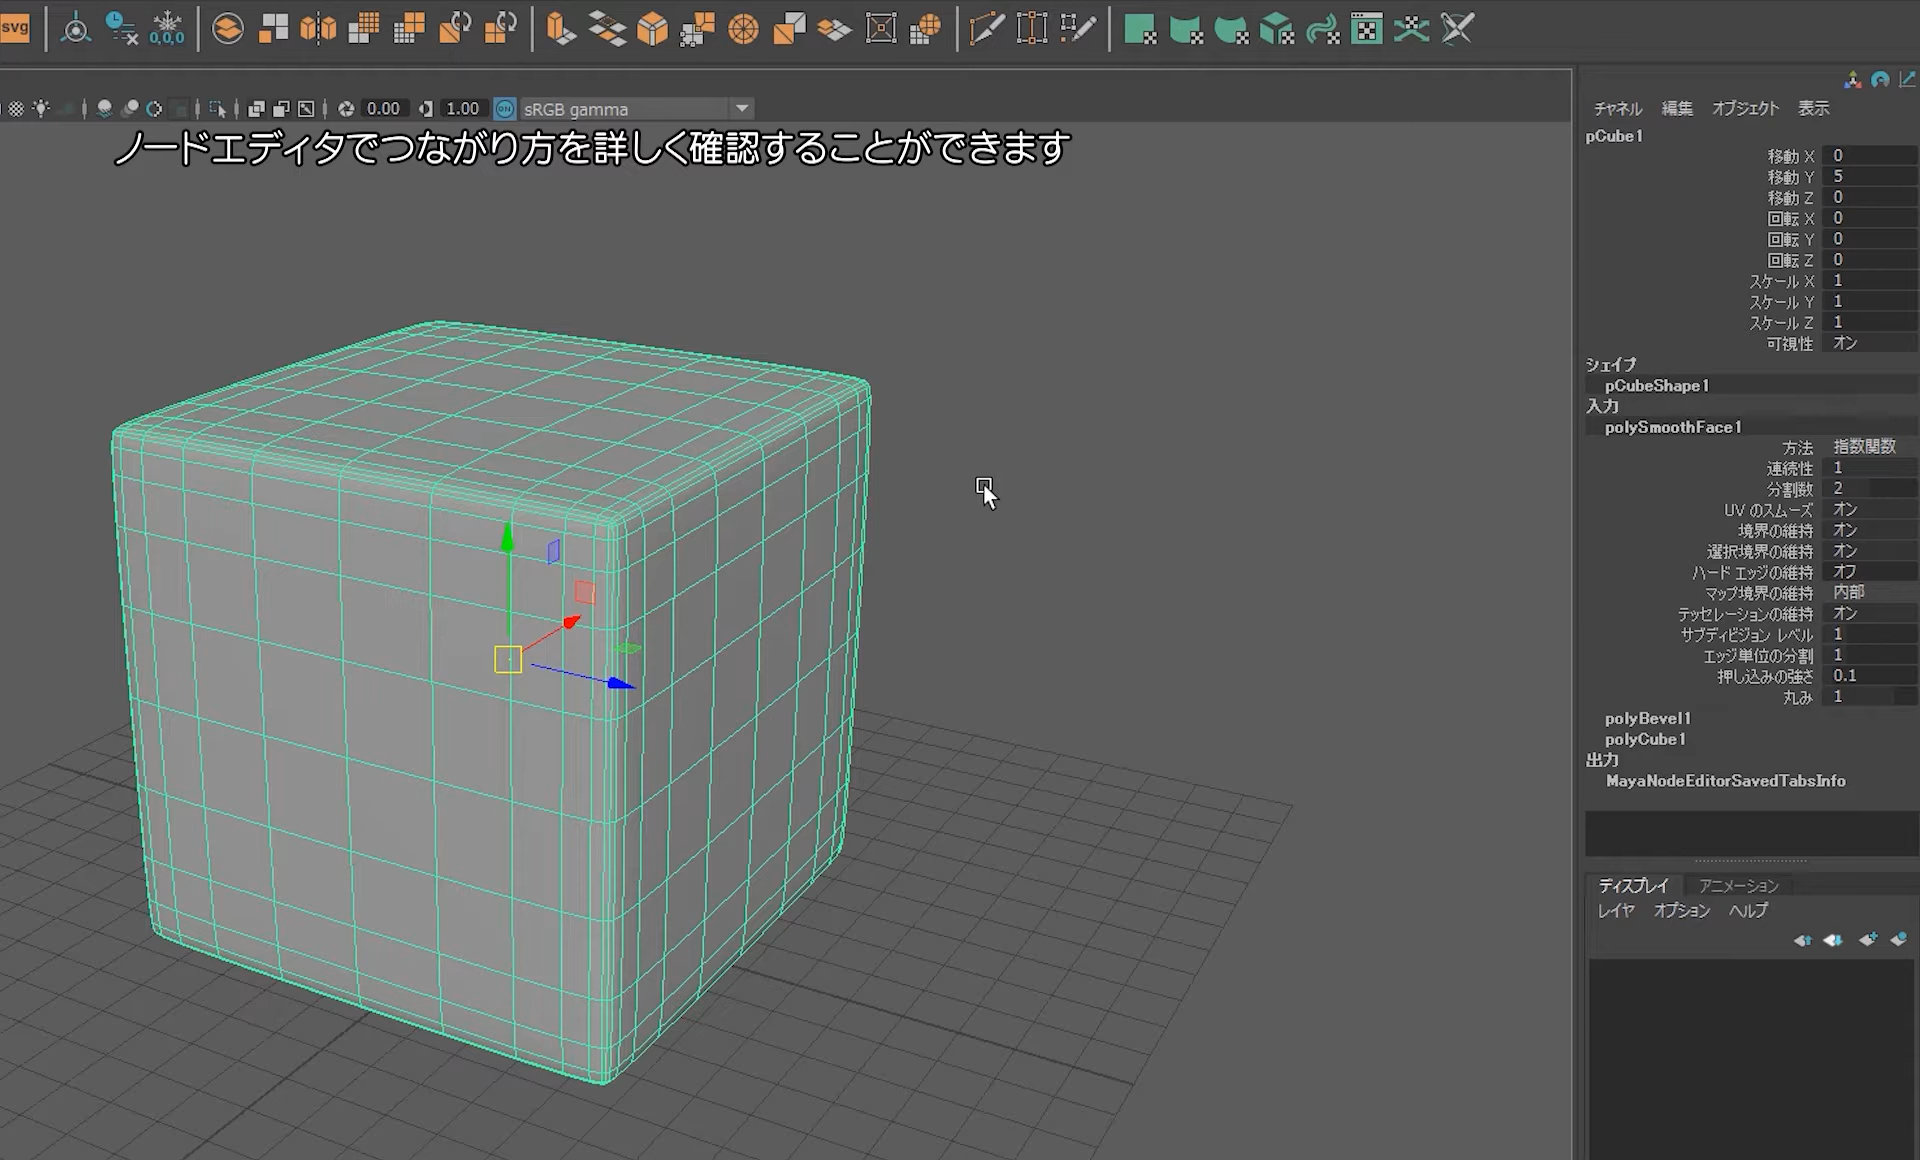 svg
0,0,0
0.00
1.00
ON
sRGB gamma
ノードエディタでつながり方を詳しく確認することができます
チャネル 編集 オブジェクト 表示
pCube1
移動 X 0
移動 Y 5
移動 Z 0
回転 X 0
回転 Y 0
回転 Z 0
スケール X 1
スケール Y 1
スケール Z 1
可視性 オン
シェイプ
pCubeShape1
入力
polySmoothFace1
方法 指数関数
連続性 1
分割数 2
UV のスムーズ オン
境界の維持 オン
選択境界の維持 オン
ハード エッジの維持 オフ
マップ境界の維持 内部
テッセレーションの維持 オン
サブディビジョン レベル 1
エッジ単位の分割 1
押し込みの強さ 0.1
丸み 1
polyBevel1
polyCube1
出力
MayaNodeEditorSavedTabsInfo
ディスプレイ アニメーション
レイヤ オプション ヘルプ